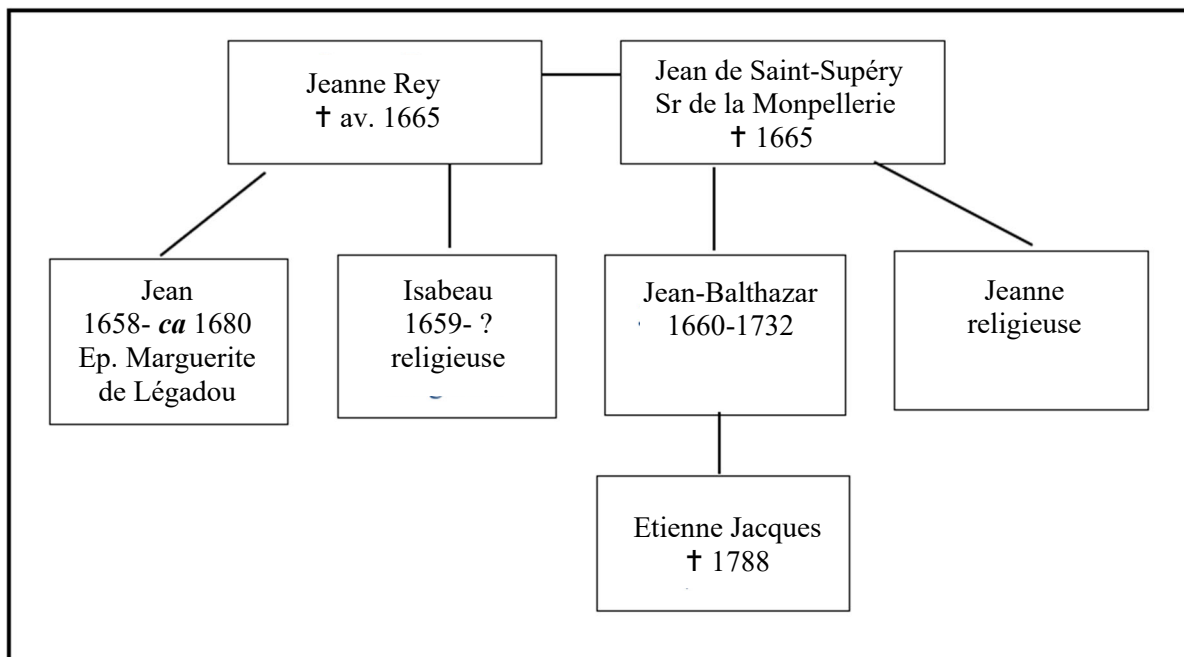 Jeanne Rey
† av. 1665
Jean de Saint-Supéry
Sr de la Monpellerie
† 1665
Jean
1658- ca 1680
Ep. Marguerite
de Légadou
Isabeau
1659- ?
religieuse
Jean-Balthazar
1660-1732
Jeanne
religieuse
Etienne Jacques
† 1788